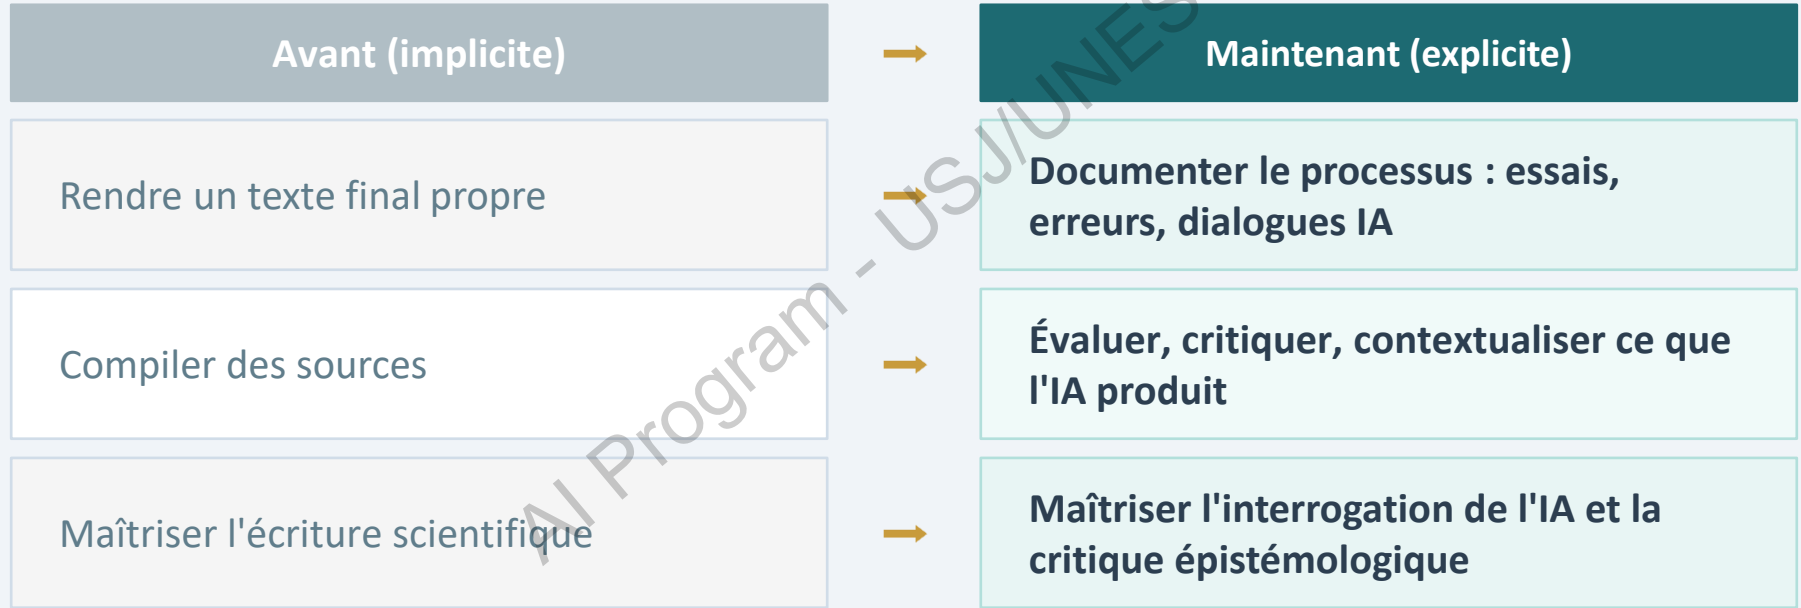 Avant (implicite)
Maintenant (explicite)
Rendre un texte final propre
Documenter le processus : essais,
erreurs, dialogues IA
Compiler des sources
Évaluer, critiquer, contextualiser ce que
l'IA produit
Maîtriser l'écriture scientifique
Maîtriser l'interrogation de l'IA et la
critique épistémologique
AI Program - USJ/UNES